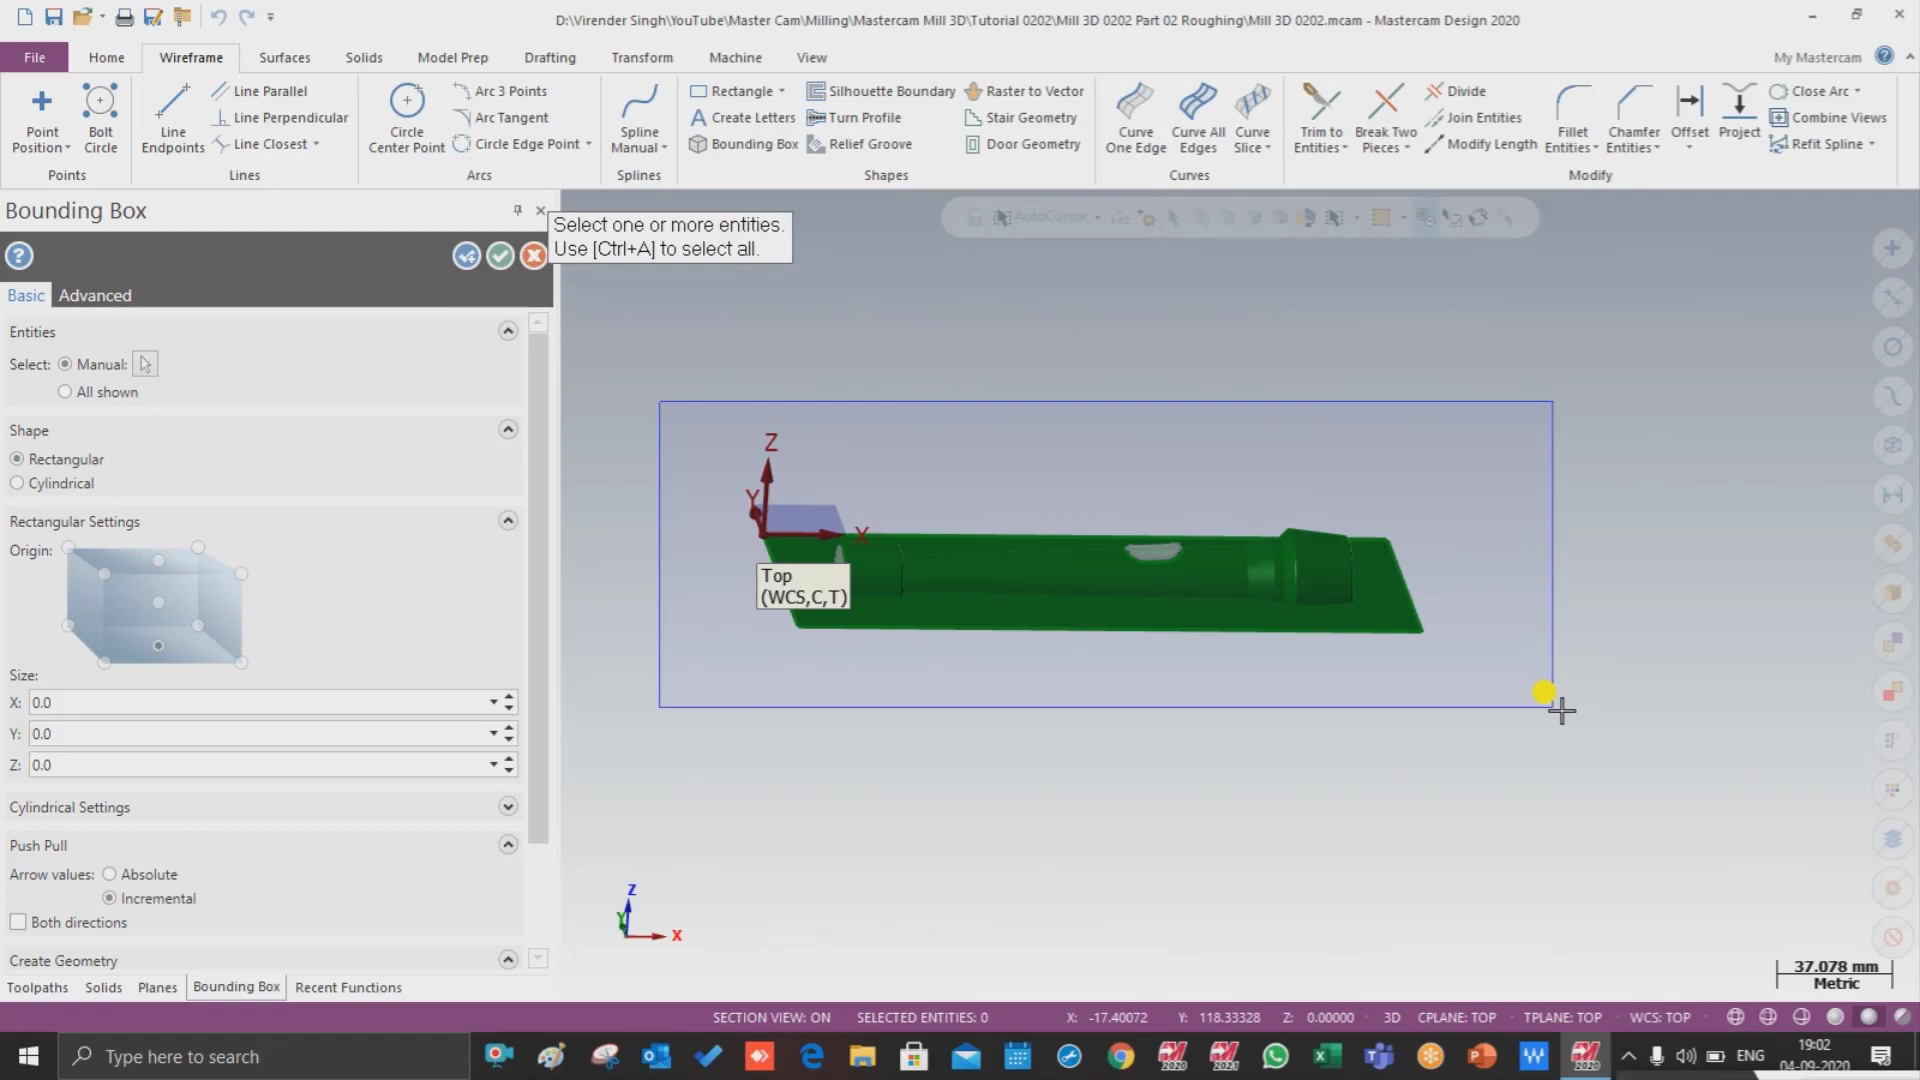 D:\Virender Singh\YouTube\Master Cam\Milling\Mastercam Mill 3D\Tutorial 0202\Mill 3D 0202 Part 02 Roughing\Mill 3D 0202.mcam - Mastercam Design 2020
File Home Wireframe Surfaces Solids Model Prep Drafting Transform Machine View My Mastercam
Point Position
Bolt Circle
Points
Line Endpoints
Line Parallel
Line Perpendicular
Line Closest
Lines
Circle Center Point
Arc 3 Points
Arc Tangent
Circle Edge Point
Arcs
Spline Manual
Splines
Rectangle
Create Letters
Bounding Box
Silhouette Boundary
Turn Profile
Relief Groove
Raster to Vector
Stair Geometry
Door Geometry
Shapes
Curve One Edge
Curve All Edges
Curve Slice
Curves
Trim to Entities
Break Two Pieces
Divide
Join Entities
Modify Length
Fillet Entities
Chamfer Entities
Offset
Project
Close Arc
Combine Views
Refit Spline
Modify
Bounding Box
Select one or more entities.
Use [Ctrl+A] to select all.
AutoCursor
Basic Advanced
Entities
Select: Manual:
All shown
Shape
Rectangular
Cylindrical
Rectangular Settings
Origin:
Size:
X: 0.0
Y: 0.0
Z: 0.0
Cylindrical Settings
Push Pull
Arrow values: Absolute
Incremental
Both directions
Create Geometry
Toolpaths Solids Planes Bounding Box Recent Functions
Z
Y
X
Top
(WCS,C,T)
Z
Y
X
37.078 mm
Metric
SECTION VIEW: ON SELECTED ENTITIES: 0 X: -17.40072 Y: 118.33328 Z: 0.00000 3D CPLANE: TOP TPLANE: TOP WCS: TOP
Type here to search
2020
2021
2020
ENG
19:02
04-09-2020